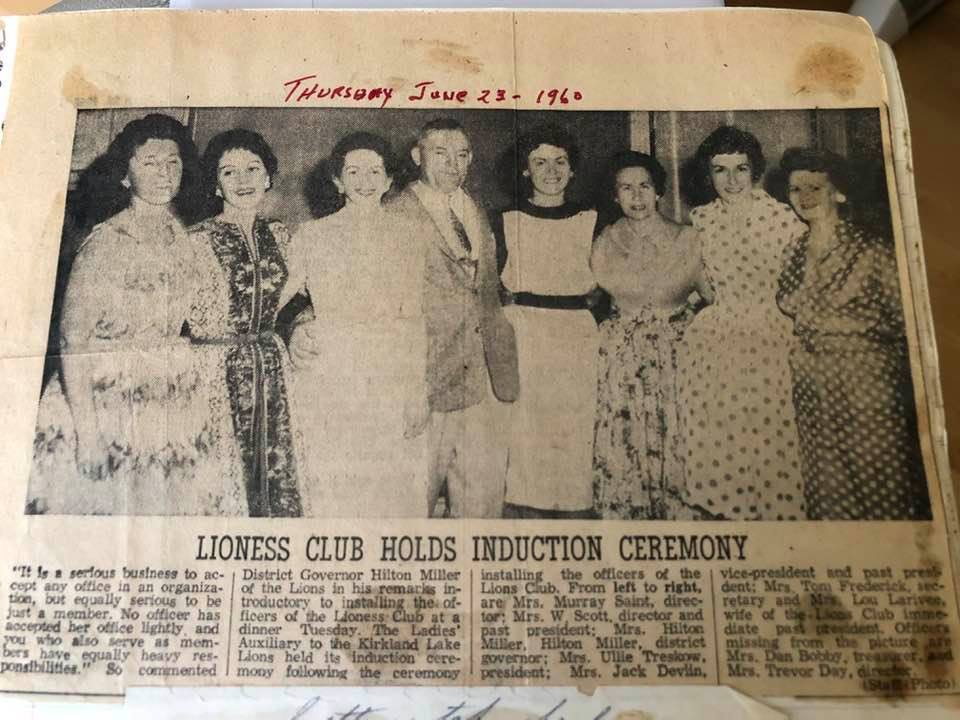 THURSDAY JUNE 23 - 1960
LIONESS CLUB HOLDS INDUCTION CEREMONY
"It is a serious business to ac-
cept any office in an organiza-
tion, but equally serious to be
just a member. No officer has
accepted her office lightly, and
you who also serve as mem-
bers have equally heavy res-
ponsibilities." So commented
District Governor Hilton Miller
of the Lions in his remarks in-
troductory to installing the of-
ficers of the Lioness Club at a
dinner Tuesday. The Ladies'
Auxiliary to the Kirkland Lake
Lions held its induction cere-
mony following the ceremony
installing the officers of the
Lions Club. From left to right,
are Mrs. Murray Saint, direc-
tor; Mrs. W. Scott, director and
past president; Mrs. Hilton
Miller, Hilton Miller, district
governor; Mrs. Ullie Treskow,
president; Mrs. Jack Devlin,
vice-president and past presi-
dent; Mrs. Tom Frederick, sec-
retary and Mrs. Lou Larivee,
wife of the Lions Club imme-
diate past president. Officers
missing from the picture are
Mrs. Dan Bobby, treasurer, and
Mrs. Trevor Day, director.
(Staff Photo)